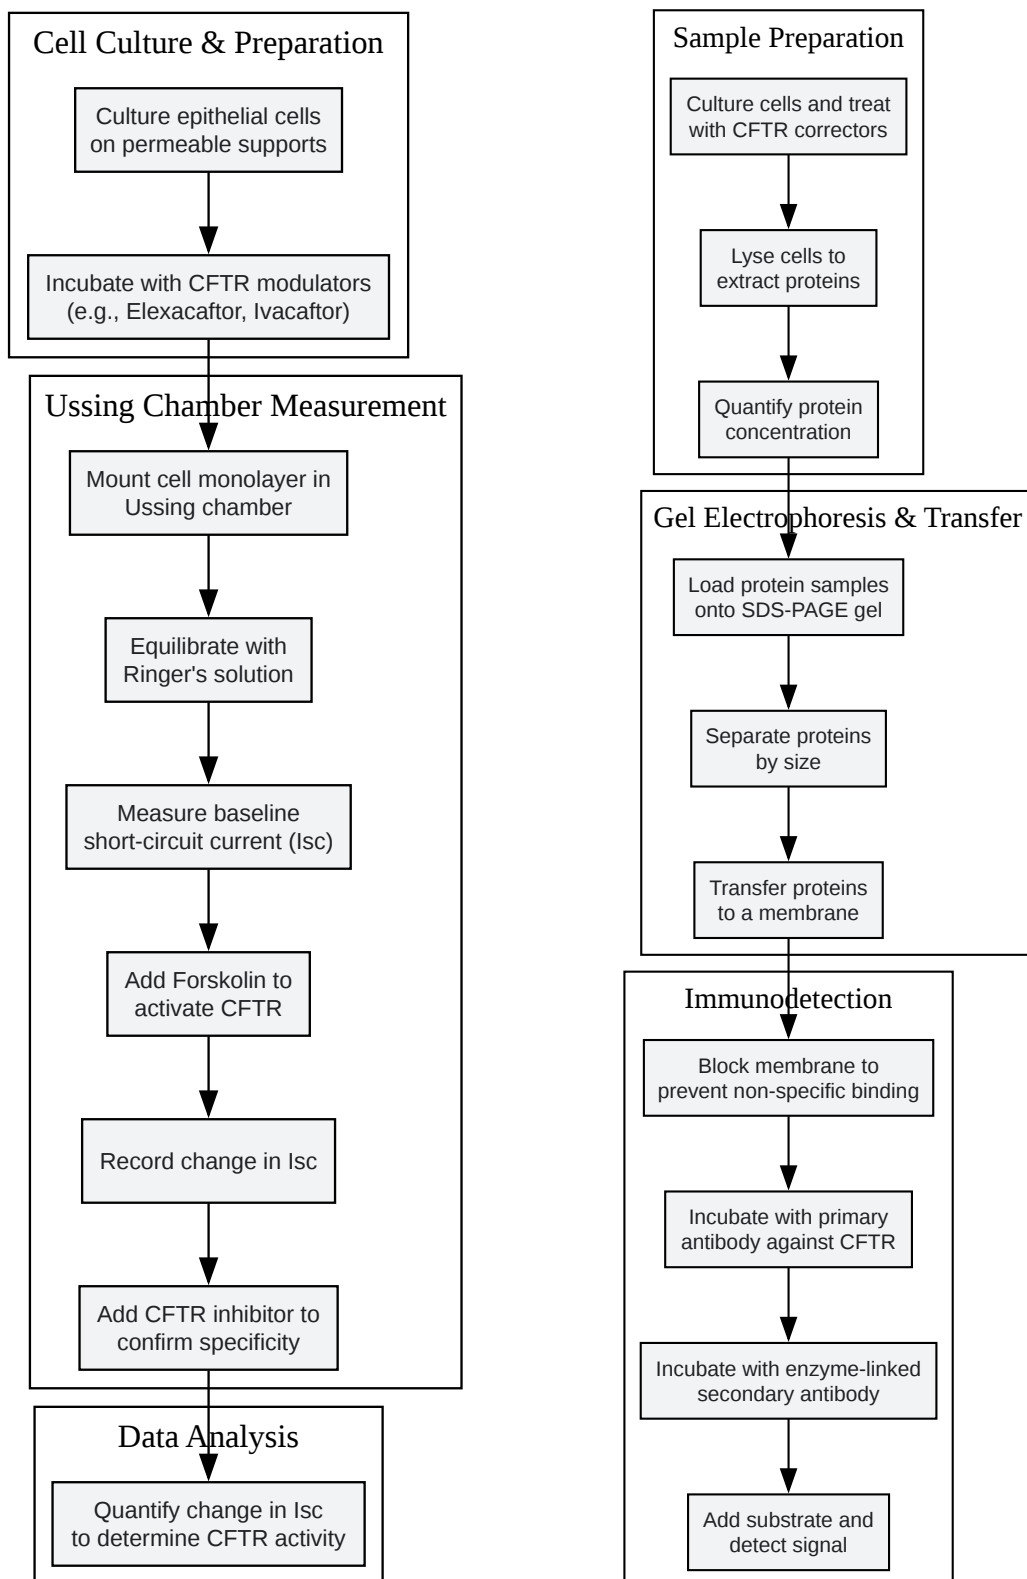 Cell Culture & Preparation
Culture epithelial cells
on permeable supports
Incubate with CFTR modulators
(e.g., Elexacaftor, Ivacaftor)
Ussing Chamber Measurement
Mount cell monolayer in
Ussing chamber
Equilibrate with
Ringer's solution
Measure baseline
short-circuit current (Isc)
Add Forskolin to
activate CFTR
Record change in Isc
Add CFTR inhibitor to
confirm specificity
Data Analysis
Quantify change in Isc
to determine CFTR activity
Sample Preparation
Culture cells and treat
with CFTR correctors
Lyse cells to
extract proteins
Quantify protein
concentration
Gel Electrophoresis & Transfer
Load protein samples
onto SDS-PAGE gel
Separate proteins
by size
Transfer proteins
to a membrane
Immunodetection
Block membrane to
prevent non-specific binding
Incubate with primary
antibody against CFTR
Incubate with enzyme-linked
secondary antibody
Add substrate and
detect signal